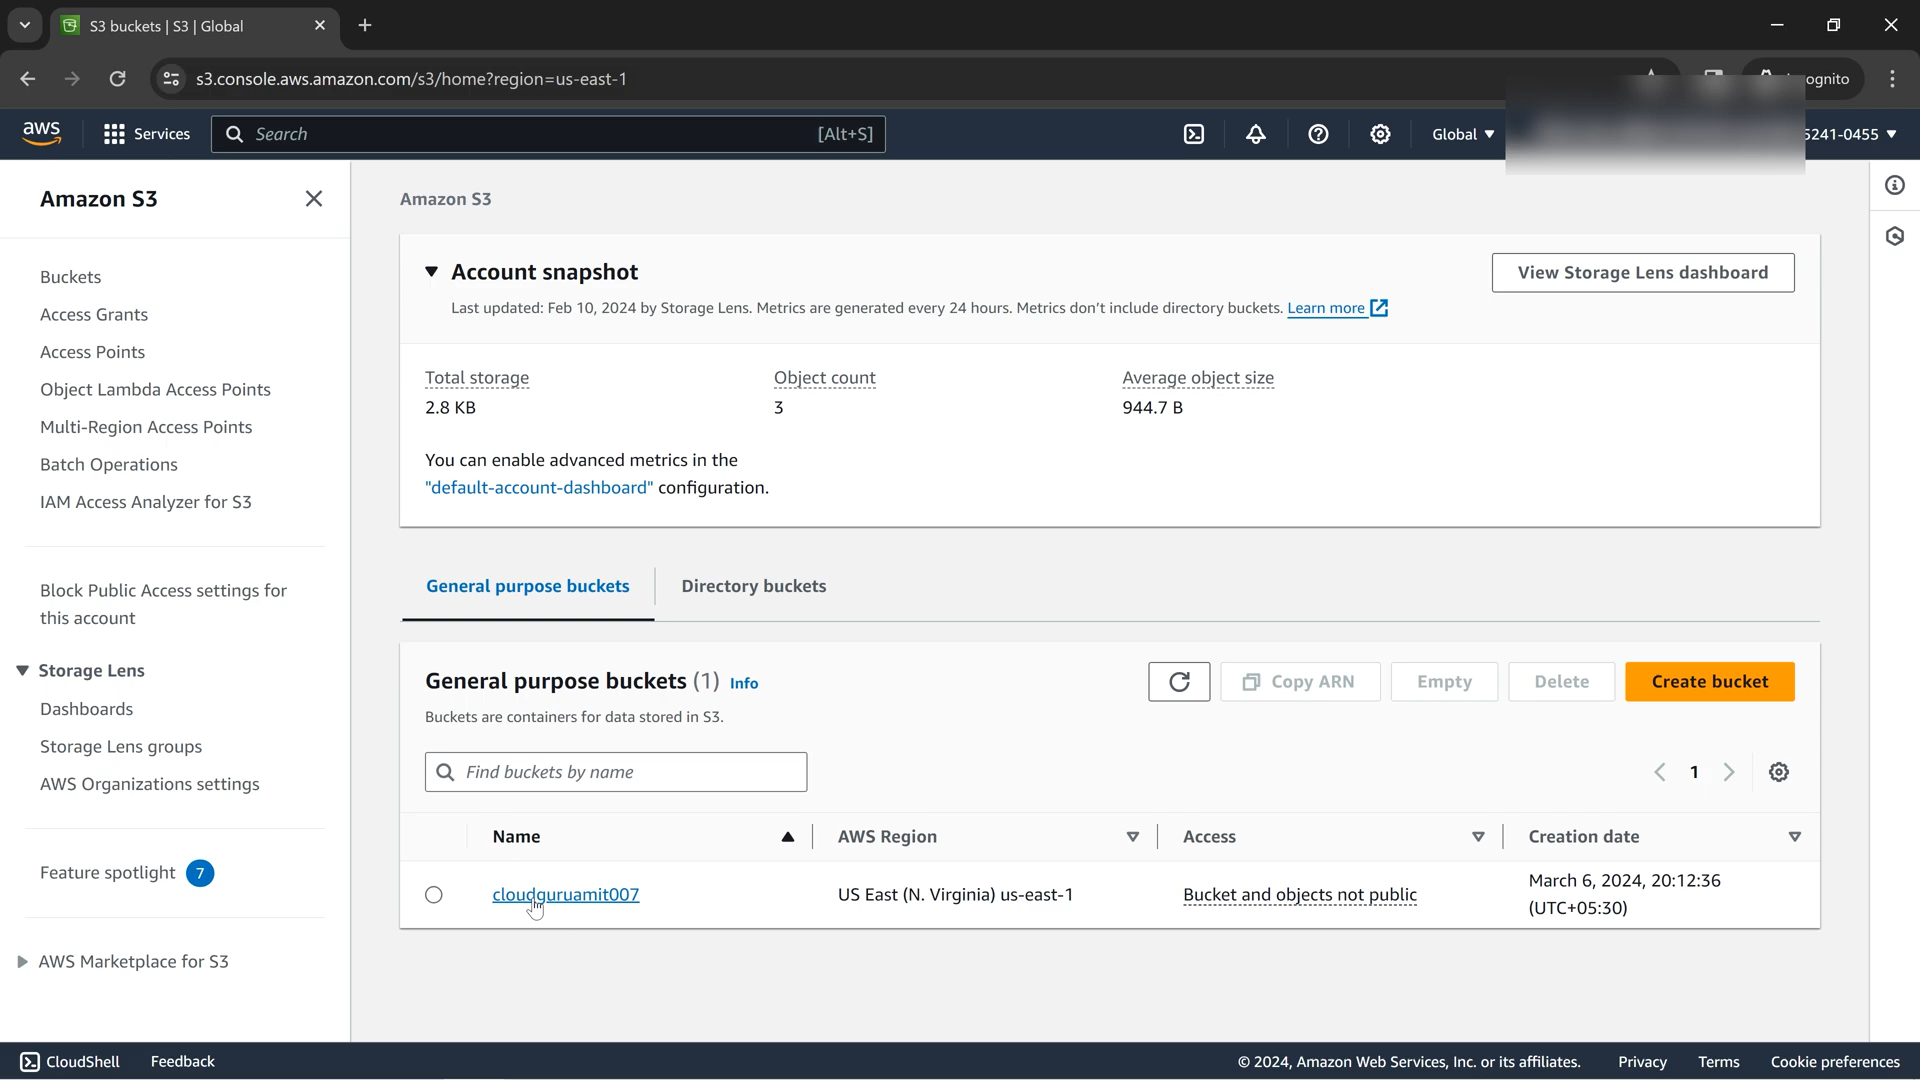 S3 buckets | S3 | Global
s3.console.aws.amazon.com/s3/home?region=us-east-1
aws
Services
Search
[Alt+S]
Global
5241-0455
Amazon S3
Buckets
Access Grants
Access Points
Object Lambda Access Points
Multi-Region Access Points
Batch Operations
IAM Access Analyzer for S3
Block Public Access settings for
this account
Storage Lens
Dashboards
Storage Lens groups
AWS Organizations settings
Feature spotlight 7
AWS Marketplace for S3
Amazon S3
Account snapshot
View Storage Lens dashboard
Last updated: Feb 10, 2024 by Storage Lens. Metrics are generated every 24 hours. Metrics don't include directory buckets. Learn more
Total storage
2.8 KB
Object count
3
Average object size
944.7 B
You can enable advanced metrics in the
"default-account-dashboard" configuration.
General purpose buckets
Directory buckets
General purpose buckets (1) Info
Buckets are containers for data stored in S3.
Copy ARN
Empty
Delete
Create bucket
Find buckets by name
1
Name
AWS Region
Access
Creation date
cloudguruamit007
US East (N. Virginia) us-east-1
Bucket and objects not public
March 6, 2024, 20:12:36
(UTC+05:30)
CloudShell
Feedback
© 2024, Amazon Web Services, Inc. or its affiliates.
Privacy
Terms
Cookie preferences